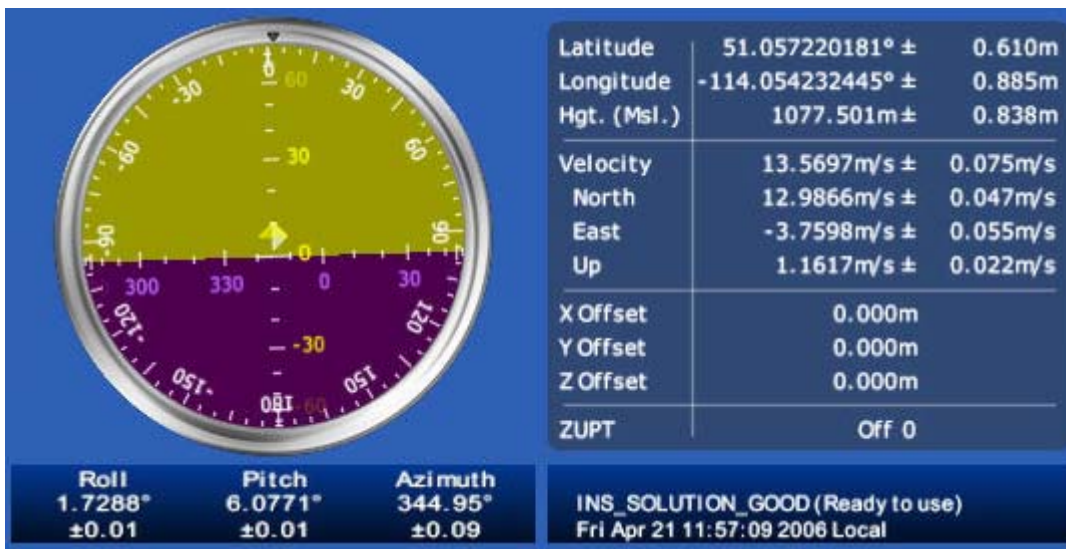 0
30
60
90
120
150
180
-150
-120
-90
-60
-30
60
30
0
-30
-60
300 330 0 30
Latitude 51.057220181° ± 0.610m
Longitude -114.054232445° ± 0.885m
Hgt. (Msl.) 1077.501m± 0.838m
Velocity 13.5697m/s ± 0.075m/s
North 12.9866m/s ± 0.047m/s
East -3.7598m/s ± 0.055m/s
Up 1.1617m/s ± 0.022m/s
X Offset 0.000m
Y Offset 0.000m
Z Offset 0.000m
ZUPT Off 0
Roll Pitch Azimuth
1.7288° 6.0771° 344.95°
±0.01 ±0.01 ±0.09
INS_SOLUTION_GOOD (Ready to use)
Fri Apr 21 11:57:09 2006 Local